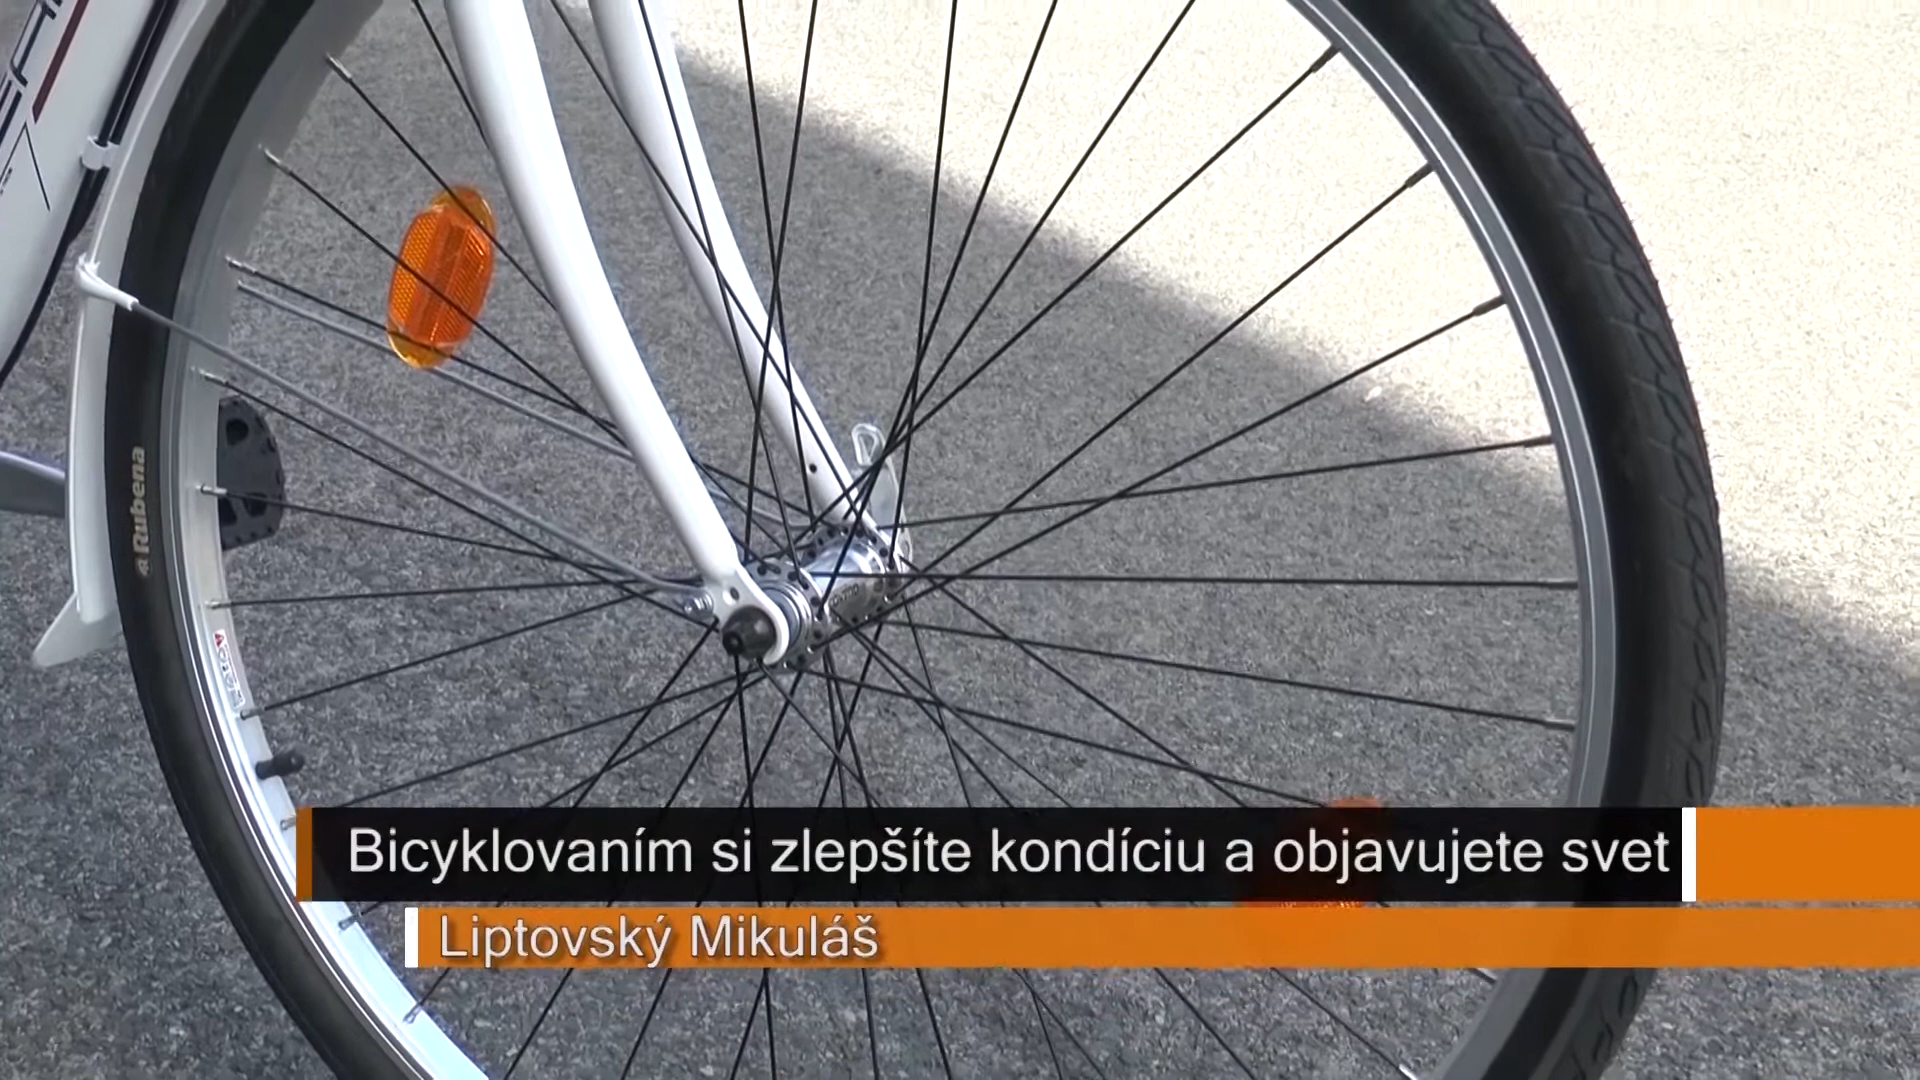 Rubena
Bicyklovaním si zlepšíte kondíciu a objavujete svet
Liptovský Mikuláš